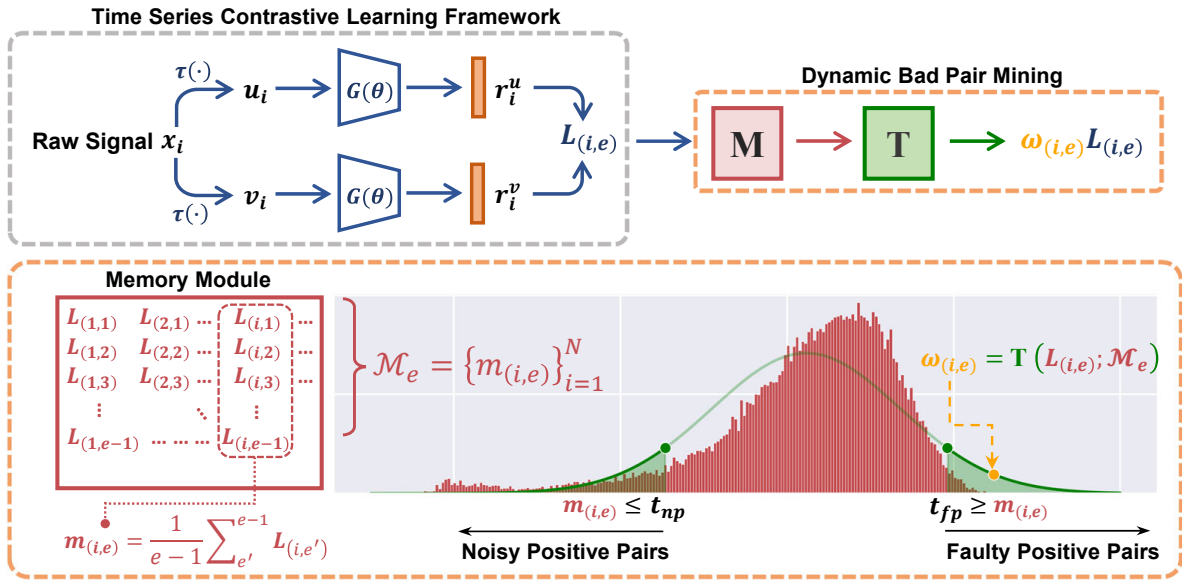 Time Series Contrastive Learning Framework
τ(·)
u_i
G(θ)
r_i^u
Raw Signal x_i
L_(i,e)
τ(·)
v_i
G(θ)
r_i^v
Dynamic Bad Pair Mining
M
T
ω_(i,e) L_(i,e)
Memory Module
L_(1,1) L_(2,1) ... L_(i,1) ...
L_(1,2) L_(2,2) ... L_(i,2) ...
L_(1,3) L_(2,3) ... L_(i,3) ...
⋮ ⋱ ⋮
L_(1,e−1) ... ... ... L_(i,e−1)
m_(i,e) = 1/(e − 1) ∑_{e′}^{e−1} L_(i,e′)
ℳ_e = {m_(i,e)}_{i=1}^N
ω_(i,e) = T (L_(i,e); ℳ_e)
m_(i,e) ≤ t_np
t_fp ≥ m_(i,e)
Noisy Positive Pairs
Faulty Positive Pairs